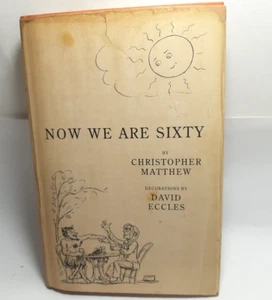 NOW WE ARE SIXTY
BY
CHRISTOPHER
MATTHEW
DECORATIONS BY
DAVID
ECCLES